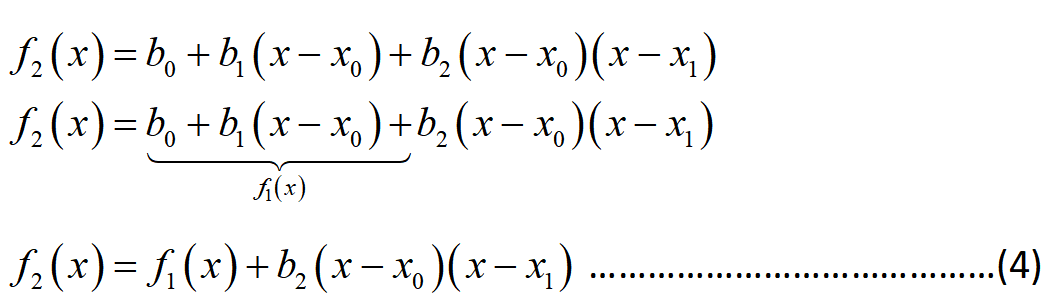 f₂(x) = b₀ + b₁(x − x₀) + b₂(x − x₀)(x − x₁)
f₂(x) = b₀ + b₁(x − x₀) + b₂(x − x₀)(x − x₁)
f₁(x)
f₂(x) = f₁(x) + b₂(x − x₀)(x − x₁) ……………………………………(4)